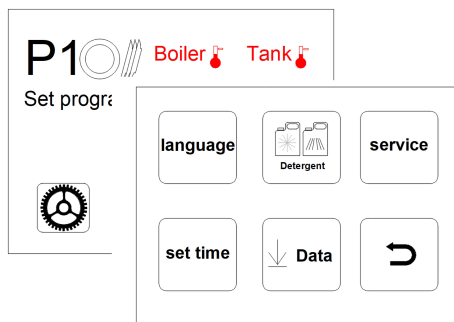 P1
Boiler Tank
Set progra
language
Detergent
service
set time
Data